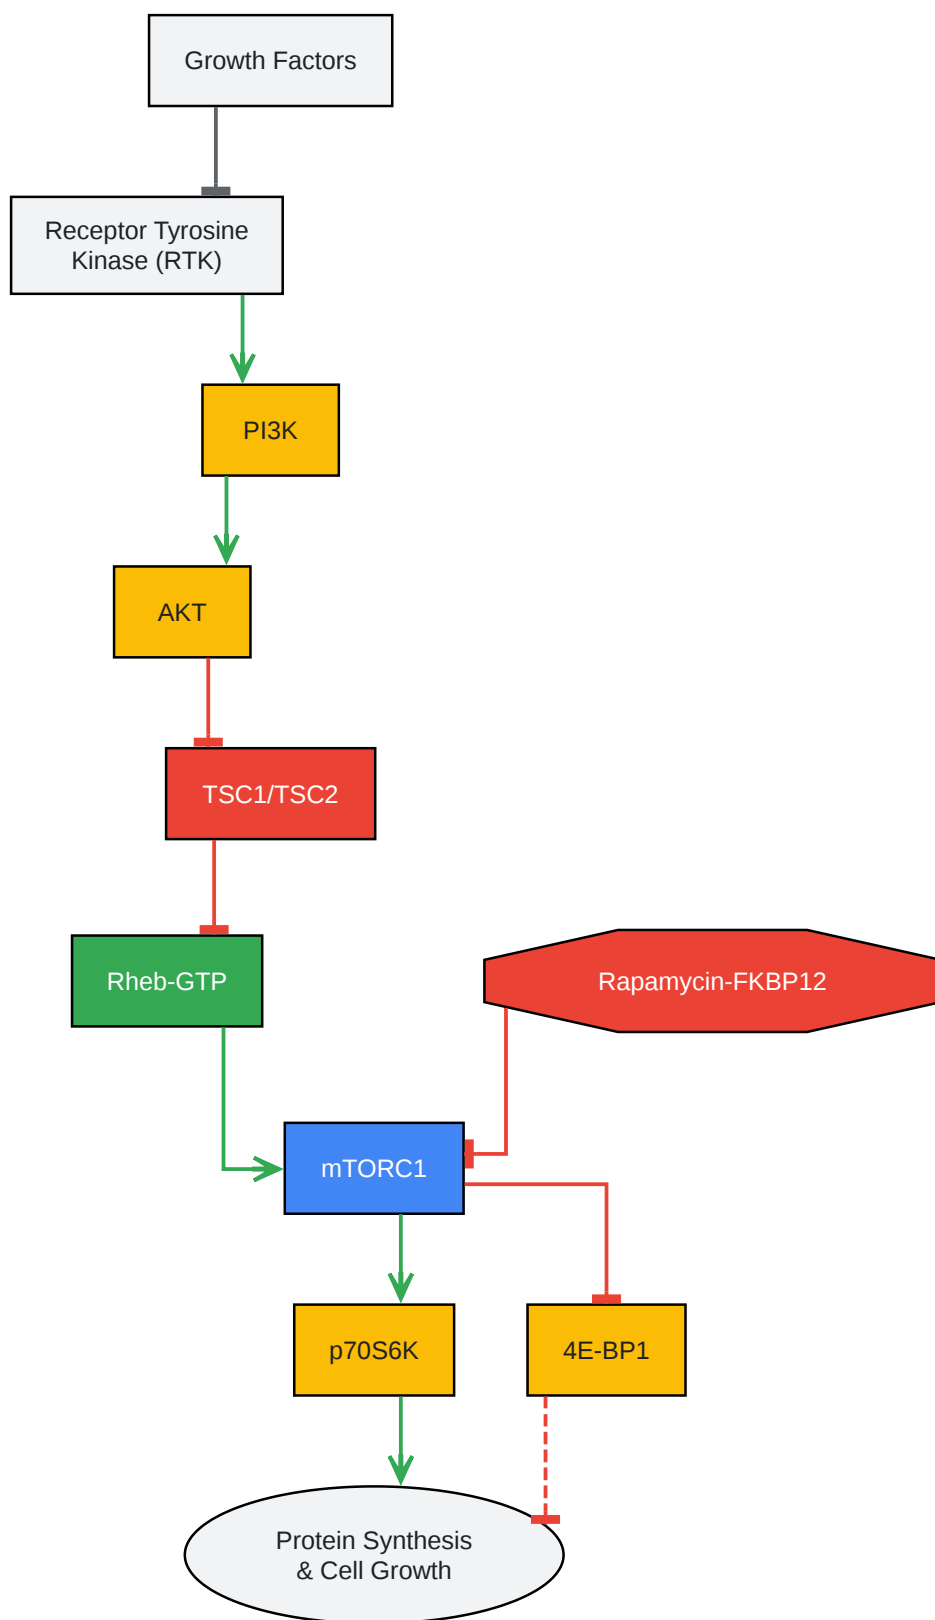 Growth Factors
Receptor Tyrosine
Kinase (RTK)
PI3K
AKT
TSC1/TSC2
Rheb-GTP
Rapamycin-FKBP12
mTORC1
p70S6K
4E-BP1
Protein Synthesis
& Cell Growth